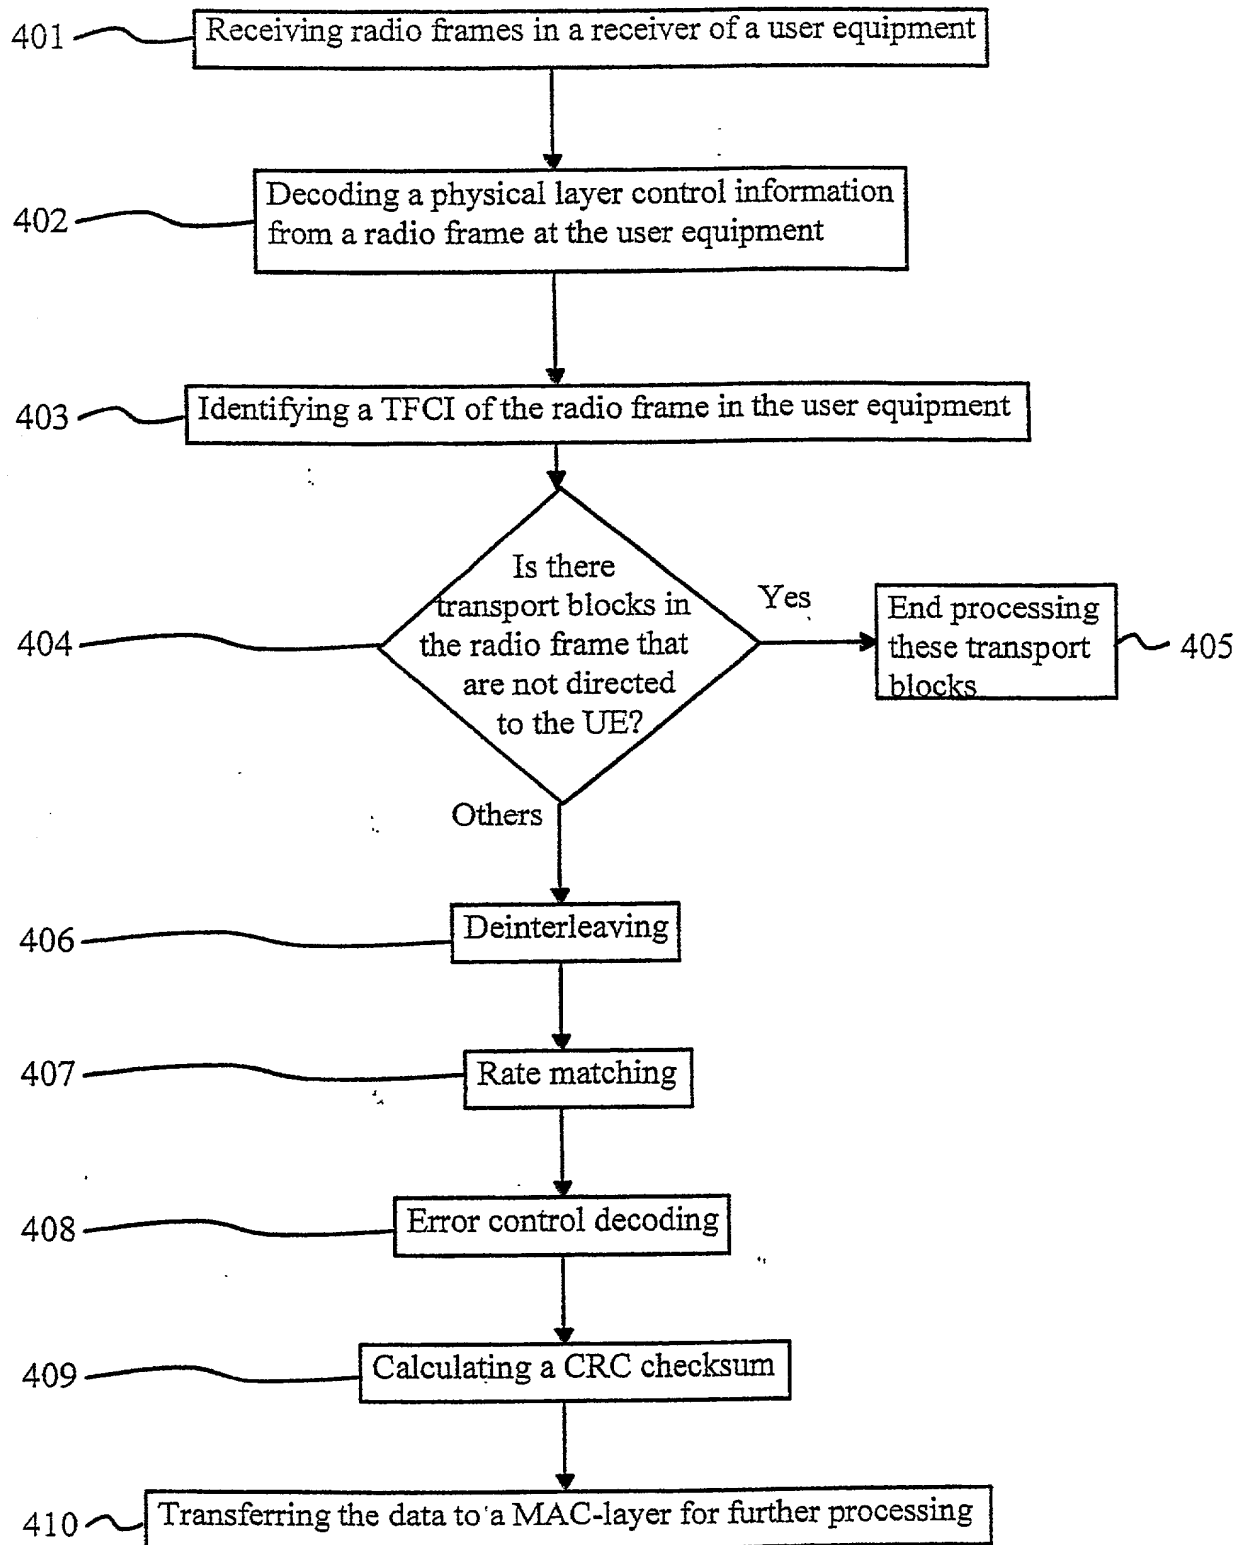 401
Receiving radio frames in a receiver of a user equipment
402
Decoding a physical layer control information
from a radio frame at the user equipment
403
Identifying a TFCI of the radio frame in the user equipment
404
Is there
transport blocks in
the radio frame that
are not directed
to the UE?
Yes
End processing
these transport
blocks
405
Others
406
Deinterleaving
407
Rate matching
408
Error control decoding
409
Calculating a CRC checksum
410
Transferring the data to a MAC-layer for further processing